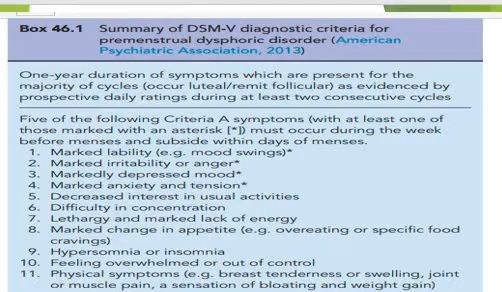 Box 46.1 Summary of DSM-V diagnostic criteria for
premenstrual dysphoric disorder (American
Psychiatric Association, 2013)
One-year duration of symptoms which are present for the
majority of cycles (occur luteal/remit follicular) as evidenced by
prospective daily ratings during at least two consecutive cycles
Five of the following Criteria A symptoms (with at least one of
those marked with an asterisk [*]) must occur during the week
before menses and subside within days of menses.
1. Marked lability (e.g. mood swings)*
2. Marked irritability or anger*
3. Markedly depressed mood*
4. Marked anxiety and tension*
5. Decreased interest in usual activities
6. Difficulty in concentration
7. Lethargy and marked lack of energy
8. Marked change in appetite (e.g. overeating or specific food
cravings)
9. Hypersomnia or insomnia
10. Feeling overwhelmed or out of control
11. Physical symptoms (e.g. breast tenderness or swelling, joint
or muscle pain, a sensation of bloating and weight gain)